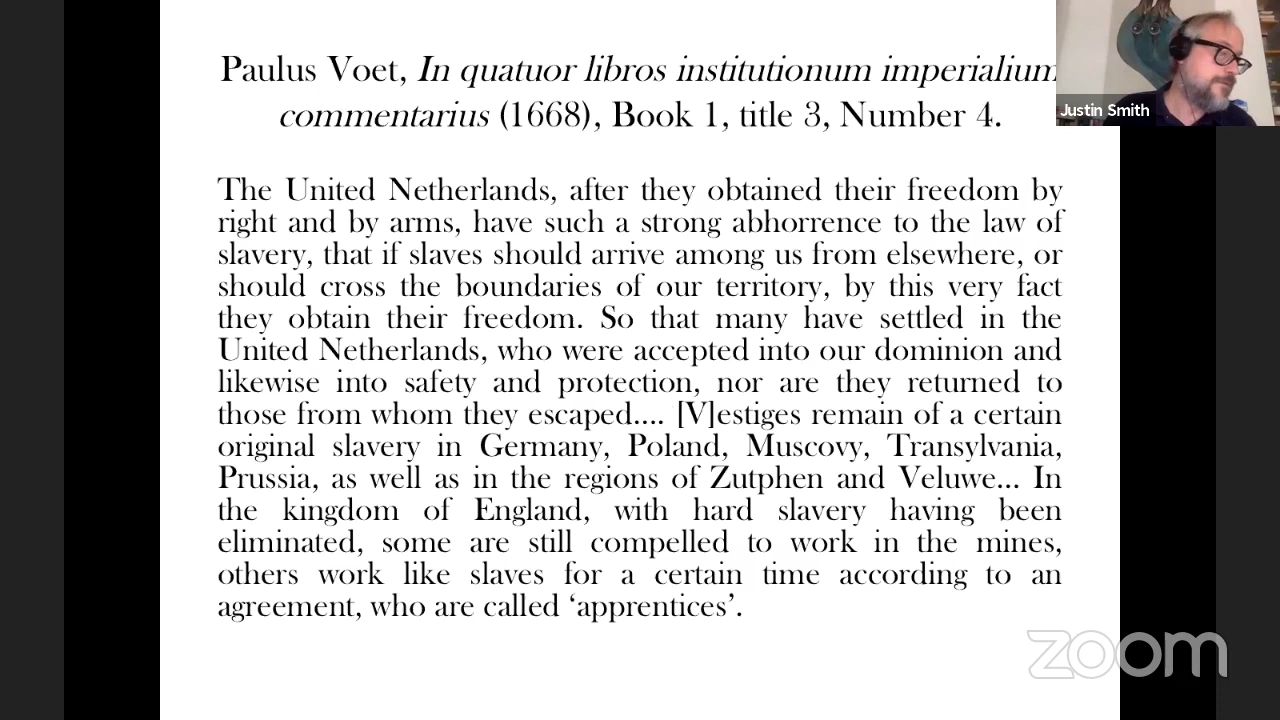 Paulus Voet, In quatuor libros institutionum imperialium
commentarius (1668), Book 1, title 3, Number 4.
Justin Smith
The United Netherlands, after they obtained their freedom by
right and by arms, have such a strong abhorrence to the law of
slavery, that if slaves should arrive among us from elsewhere, or
should cross the boundaries of our territory, by this very fact
they obtain their freedom. So that many have settled in the
United Netherlands, who were accepted into our dominion and
likewise into safety and protection, nor are they returned to
those from whom they escaped.... [V]estiges remain of a certain
original slavery in Germany, Poland, Muscovy, Transylvania,
Prussia, as well as in the regions of Zutphen and Veluwe... In
the kingdom of England, with hard slavery having been
eliminated, some are still compelled to work in the mines,
others work like slaves for a certain time according to an
agreement, who are called ‘apprentices’.
zoom